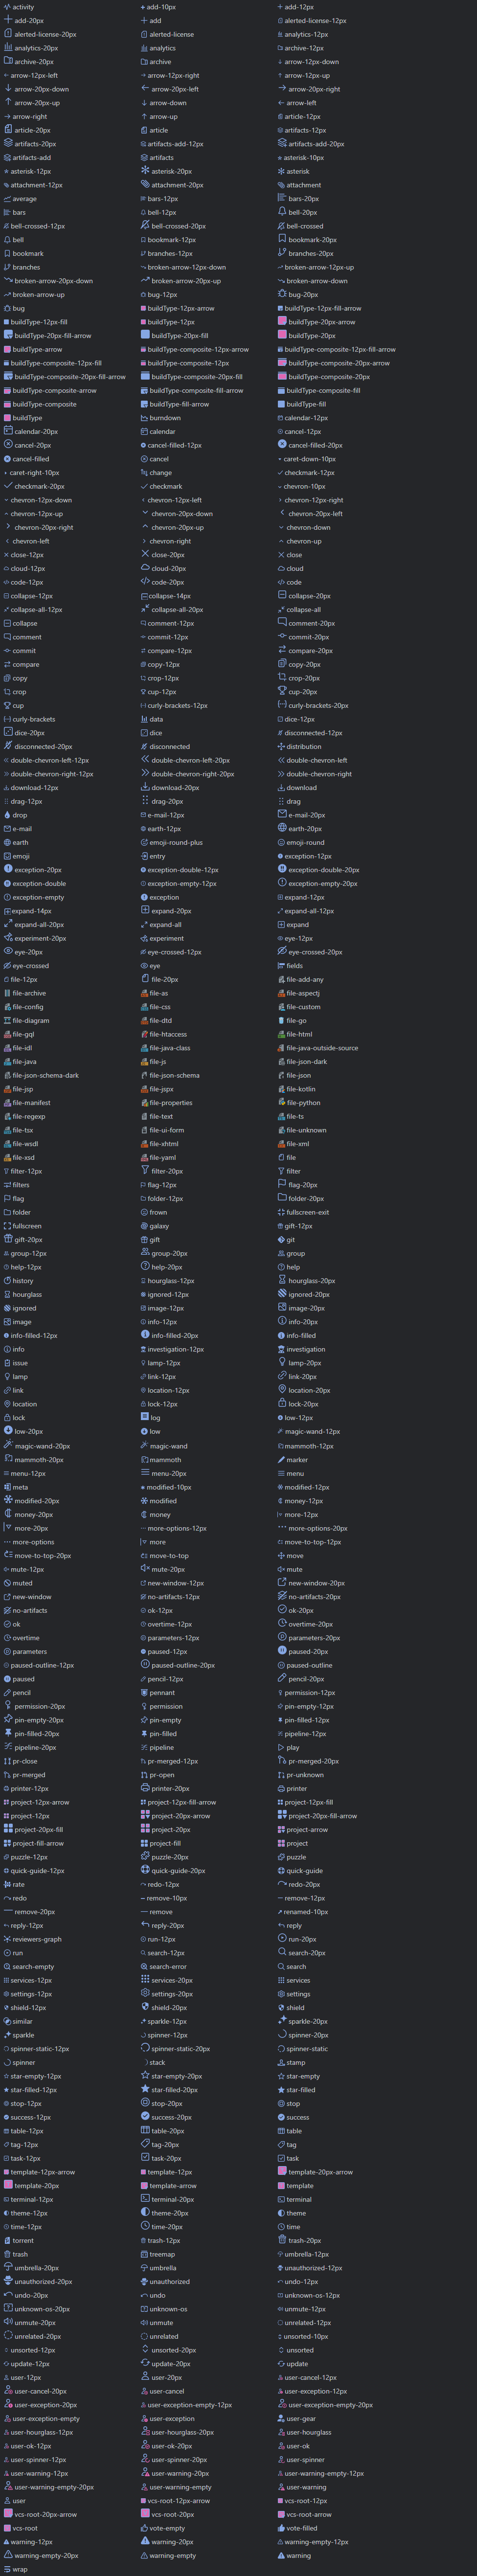 activity add-10px add-12px
add-20px add alerted-license-12px
alerted-license-20px alerted-license analytics-12px
analytics-20px analytics archive-12px
archive-20px archive arrow-12px-down
arrow-12px-left arrow-12px-right arrow-12px-up
arrow-20px-down arrow-20px-left arrow-20px-right
arrow-20px-up arrow-down arrow-left
arrow-right arrow-up article-12px
article-20px article artifacts-12px
artifacts-20px artifacts-add-12px artifacts-add-20px
artifacts-add artifacts asterisk-10px
asterisk-12px asterisk-20px asterisk
attachment-12px attachment-20px attachment
average bars-12px bars-20px
bars bell-12px bell-20px
bell-crossed-12px bell-crossed-20px bell-crossed
bell bookmark-12px bookmark-20px
bookmark branches-12px branches-20px
branches broken-arrow-12px-down broken-arrow-12px-up
broken-arrow-20px-down broken-arrow-20px-up broken-arrow-down
broken-arrow-up bug-12px bug-20px
bug buildType-12px-arrow buildType-12px-fill-arrow
buildType-12px-fill buildType-12px buildType-20px-arrow
buildType-20px-fill-arrow buildType-20px-fill buildType-20px
buildType-arrow buildType-composite-12px-arrow buildType-composite-12px-fill-arrow
buildType-composite-12px-fill buildType-composite-12px buildType-composite-20px-arrow
buildType-composite-20px-fill-arrow buildType-composite-20px-fill buildType-composite-20px
buildType-composite-arrow buildType-composite-fill-arrow buildType-composite-fill
buildType-composite buildType-fill-arrow buildType-fill
buildType burndown calendar-12px
calendar-20px calendar cancel-12px
cancel-20px cancel-filled-12px cancel-filled-20px
cancel-filled cancel caret-down-10px
caret-right-10px change checkmark-12px
checkmark-20px checkmark chevron-10px
chevron-12px-down chevron-12px-left chevron-12px-right
chevron-12px-up chevron-20px-down chevron-20px-left
chevron-20px-right chevron-20px-up chevron-down
chevron-left chevron-right chevron-up
close-12px close-20px close
cloud-12px cloud-20px cloud
code-12px code-20px code
collapse-12px collapse-14px collapse-20px
collapse-all-12px collapse-all-20px collapse-all
collapse comment-12px comment-20px
comment commit-12px commit-20px
commit compare-12px compare-20px
compare copy-12px copy-20px
copy crop-12px crop-20px
crop cup-12px cup-20px
cup curly-brackets-12px curly-brackets-20px
curly-brackets data dice-12px
dice-20px dice disconnected-12px
disconnected-20px disconnected distribution
double-chevron-left-12px double-chevron-left-20px double-chevron-left
double-chevron-right-12px double-chevron-right-20px double-chevron-right
download-12px download-20px download
drag-12px drag-20px drag
drop e-mail-12px e-mail-20px
e-mail earth-12px earth-20px
earth emoji-round-plus emoji-round
emoji entry exception-12px
exception-20px exception-double-12px exception-double-20px
exception-double exception-empty-12px exception-empty-20px
exception-empty exception expand-12px
expand-14px expand-20px expand-all-12px
expand-all-20px expand-all expand
experiment-20px experiment eye-12px
eye-20px eye-crossed-12px eye-crossed-20px
eye-crossed eye fields
file-12px file-20px file-add-any
file-archive file-as file-aspectj
file-config file-css file-custom
file-diagram file-dtd file-go
file-gql file-htaccess file-html
file-idl file-java-class file-java-outside-source
file-java file-js file-json-dark
file-json-schema-dark file-json-schema file-json
file-jsp file-jspx file-kotlin
file-manifest file-properties file-python
file-regexp file-text file-ts
file-tsx file-ui-form file-unknown
file-wsdl file-xhtml file-xml
file-xsd file-yaml file
filter-12px filter-20px filter
filters flag-12px flag-20px
flag folder-12px folder-20px
folder frown fullscreen-exit
fullscreen galaxy gift-12px
gift-20px gift git
group-12px group-20px group
help-12px help-20px help
history hourglass-12px hourglass-20px
hourglass ignored-12px ignored-20px
ignored image-12px image-20px
image info-12px info-20px
info-filled-12px info-filled-20px info-filled
info investigation-12px investigation
issue lamp-12px lamp-20px
lamp link-12px link-20px
link location-12px location-20px
location lock-12px lock-20px
lock log low-12px
low-20px low magic-wand-12px
magic-wand-20px magic-wand mammoth-12px
mammoth-20px mammoth marker
menu-12px menu-20px menu
meta modified-10px modified-12px
modified-20px modified money-12px
money-20px money more-12px
more-20px more-options-12px more-options-20px
more-options more move-to-top-12px
move-to-top-20px move-to-top move
mute-12px mute-20px mute
muted new-window-12px new-window-20px
new-window no-artifacts-12px no-artifacts-20px
no-artifacts ok-12px ok-20px
ok overtime-12px overtime-20px
overtime parameters-12px parameters-20px
parameters paused-12px paused-20px
paused-outline-12px paused-outline-20px paused-outline
paused pencil-12px pencil-20px
pencil pennant permission-12px
permission-20px permission pin-empty-12px
pin-empty-20px pin-empty pin-filled-12px
pin-filled-20px pin-filled pipeline-12px
pipeline-20px pipeline play
pr-close pr-merged-12px pr-merged-20px
pr-merged pr-open pr-unknown
printer-12px printer-20px printer
project-12px-arrow project-12px-fill-arrow project-12px-fill
project-12px project-20px-arrow project-20px-fill-arrow
project-20px-fill project-20px project-arrow
project-fill-arrow project-fill project
puzzle-12px puzzle-20px puzzle
quick-guide-12px quick-guide-20px quick-guide
rate redo-12px redo-20px
redo remove-10px remove-12px
remove-20px remove renamed-10px
reply-12px reply-20px reply
reviewers-graph run-12px run-20px
run search-12px search-20px
search-empty search-error search
services-12px services-20px services
settings-12px settings-20px settings
shield-12px shield-20px shield
similar sparkle-12px sparkle-20px
sparkle spinner-12px spinner-20px
spinner-static-12px spinner-static-20px spinner-static
spinner stack stamp
star-empty-12px star-empty-20px star-empty
star-filled-12px star-filled-20px star-filled
stop-12px stop-20px stop
success-12px success-20px success
table-12px table-20px table
tag-12px tag-20px tag
task-12px task-20px task
template-12px-arrow template-12px template-20px-arrow
template-20px template-arrow template
terminal-12px terminal-20px terminal
theme-12px theme-20px theme
time-12px time-20px time
torrent trash-12px trash-20px
trash treemap umbrella-12px
umbrella-20px umbrella unauthorized-12px
unauthorized-20px unauthorized undo-12px
undo-20px undo unknown-os-12px
unknown-os-20px unknown-os unmute-12px
unmute-20px unmute unrelated-12px
unrelated-20px unrelated unsorted-10px
unsorted-12px unsorted-20px unsorted
update-12px update-20px update
user-12px user-20px user-cancel-12px
user-cancel-20px user-cancel user-exception-12px
user-exception-20px user-exception-empty-12px user-exception-empty-20px
user-exception-empty user-exception user-gear
user-hourglass-12px user-hourglass-20px user-hourglass
user-ok-12px user-ok-20px user-ok
user-spinner-12px user-spinner-20px user-spinner
user-warning-12px user-warning-20px user-warning-empty-12px
user-warning-empty-20px user-warning-empty user-warning
user vcs-root-12px-arrow vcs-root-12px
vcs-root-20px-arrow vcs-root-20px vcs-root-arrow
vcs-root vote-empty vote-filled
warning-12px warning-20px warning-empty-12px
warning-empty-20px warning-empty warning
wrap